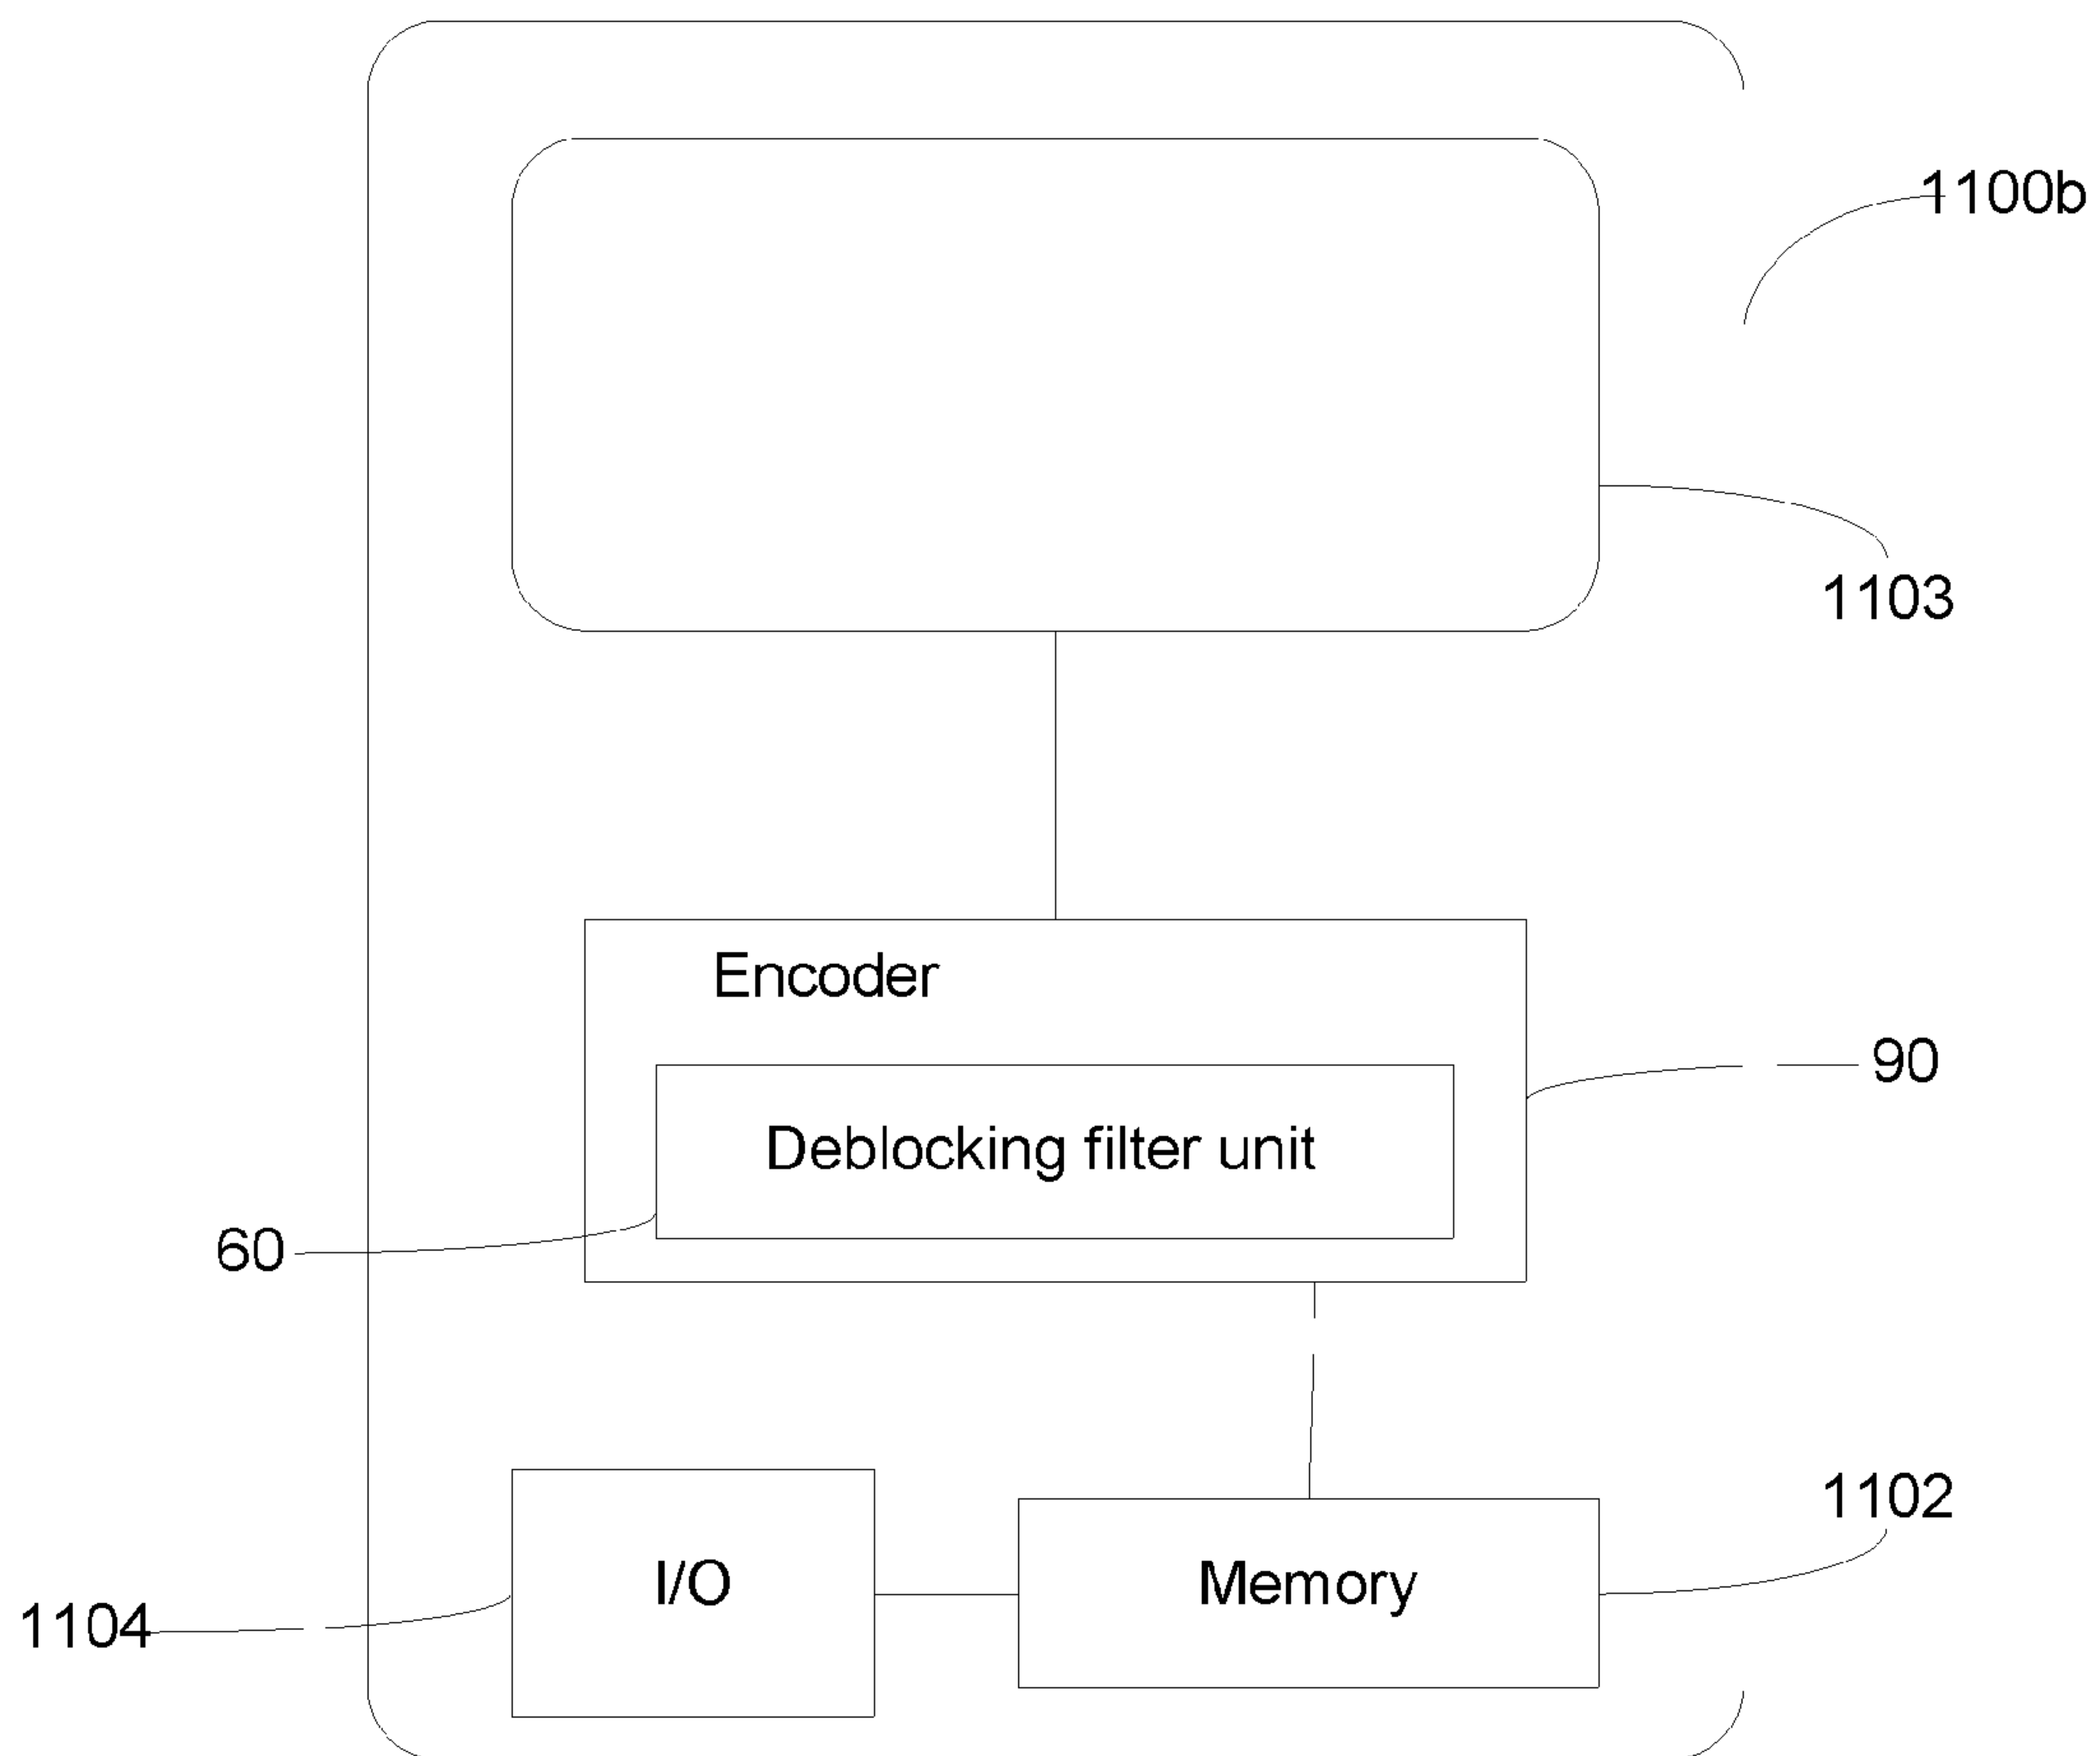 1100b
1103
Encoder
90
Deblocking filter unit
60
1102
I/O
Memory
1104